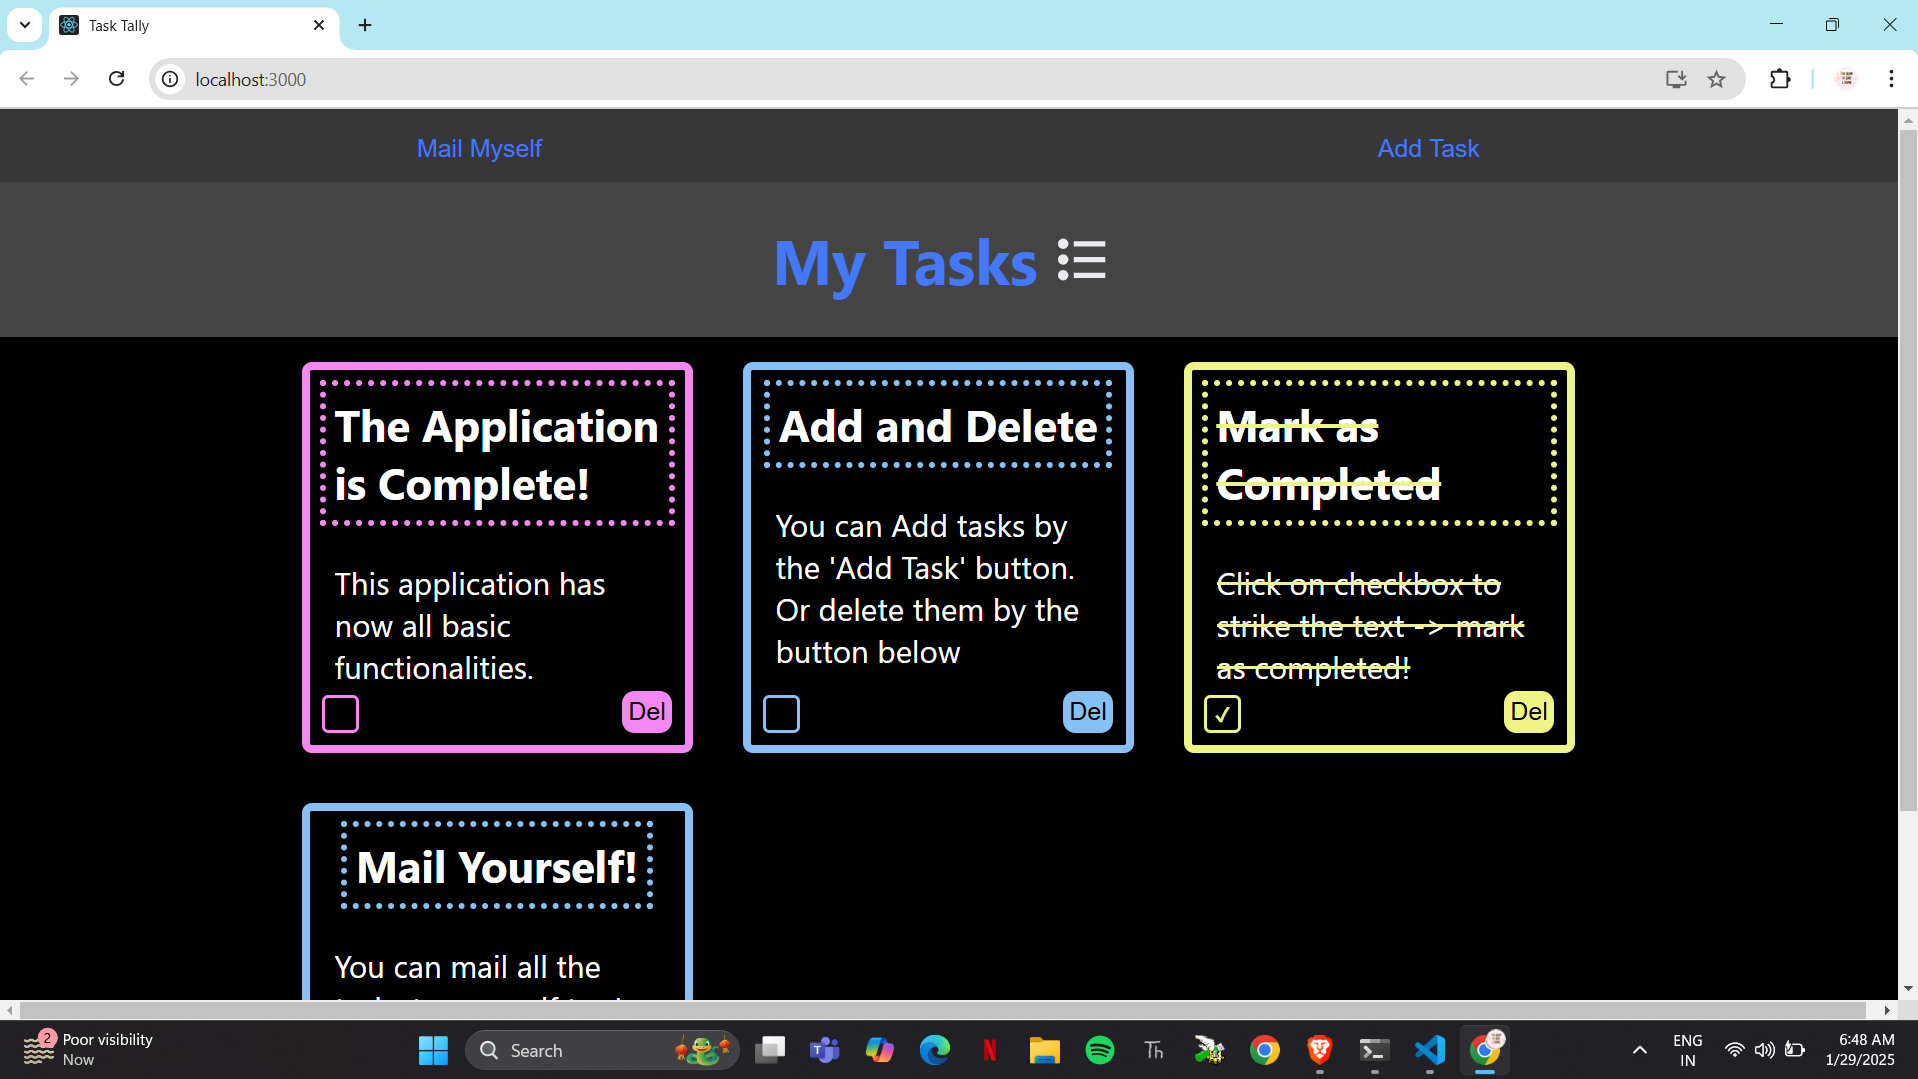 Task Tally
localhost:3000
Mail Myself
Add Task
My Tasks
The Application
is Complete!
This application has
now all basic
functionalities.
Del
Add and Delete
You can Add tasks by
the 'Add Task' button.
Or delete them by the
button below
Del
Mark as
Completed
Click on checkbox to
strike the text -> mark
as completed!
Del
Mail Yourself!
You can mail all the
2
Poor visibility
Now
Search
Th
ENG
IN
6:48 AM
1/29/2025